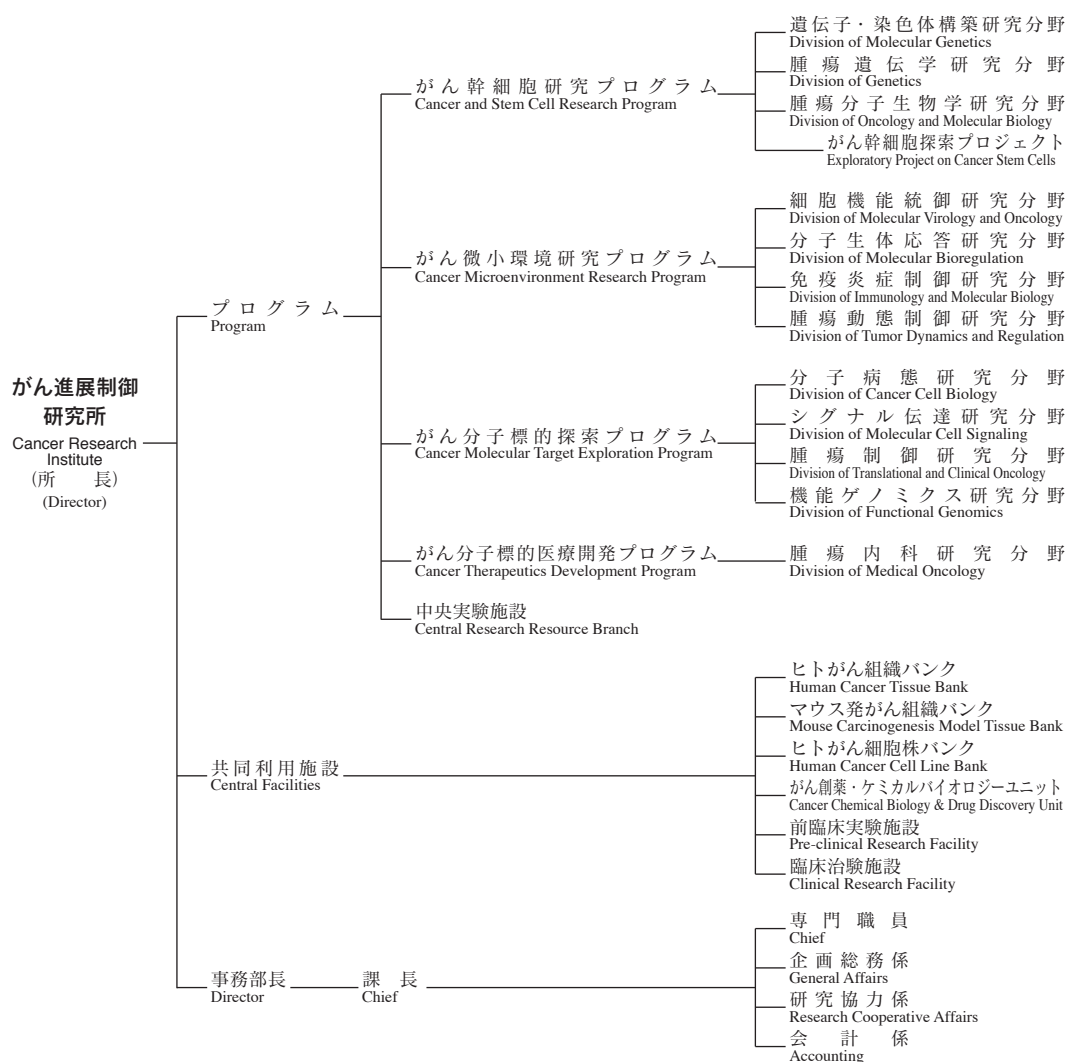 がん進展制御
研究所
Cancer Research
Institute
(所 長)
(Director)
プログラム
Program
がん幹細胞研究プログラム
Cancer and Stem Cell Research Program
遺伝子・染色体構築研究分野
Division of Molecular Genetics
腫瘍遺伝学研究分野
Division of Genetics
腫瘍分子生物学研究分野
Division of Oncology and Molecular Biology
がん幹細胞探索プロジェクト
Exploratory Project on Cancer Stem Cells
がん微小環境研究プログラム
Cancer Microenvironment Research Program
細胞機能統御研究分野
Division of Molecular Virology and Oncology
分子生体応答研究分野
Division of Molecular Bioregulation
免疫炎症制御研究分野
Division of Immunology and Molecular Biology
腫瘍動態制御研究分野
Division of Tumor Dynamics and Regulation
がん分子標的探索プログラム
Cancer Molecular Target Exploration Program
分子病態研究分野
Division of Cancer Cell Biology
シグナル伝達研究分野
Division of Molecular Cell Signaling
腫瘍制御研究分野
Division of Translational and Clinical Oncology
機能ゲノミクス研究分野
Division of Functional Genomics
がん分子標的医療開発プログラム
Cancer Therapeutics Development Program
腫瘍内科研究分野
Division of Medical Oncology
中央実験施設
Central Research Resource Branch
共同利用施設
Central Facilities
ヒトがん組織バンク
Human Cancer Tissue Bank
マウス発がん組織バンク
Mouse Carcinogenesis Model Tissue Bank
ヒトがん細胞株バンク
Human Cancer Cell Line Bank
がん創薬・ケミカルバイオロジーユニット
Cancer Chemical Biology & Drug Discovery Unit
前臨床実験施設
Pre-clinical Research Facility
臨床治験施設
Clinical Research Facility
事務部長
Director
課長
Chief
専門職員
Chief
企画総務係
General Affairs
研究協力係
Research Cooperative Affairs
会計係
Accounting